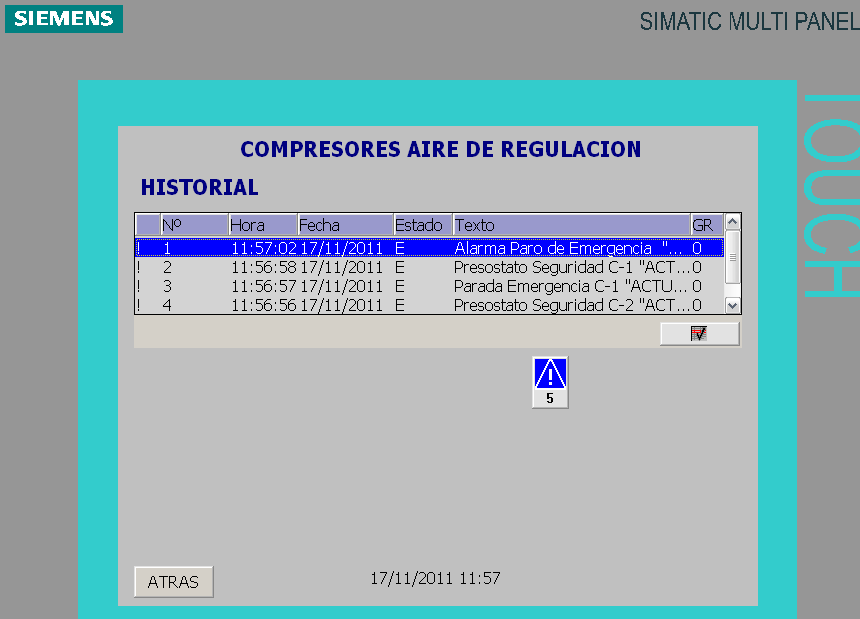 SIEMENS
SIMATIC MULTI PANEL
TOUCH
COMPRESORES AIRE DE REGULACION
HISTORIAL
Nº Hora Fecha Estado Texto GR
! 1 11:57:02 17/11/2011 E Alarma Paro de Emergencia "... 0
! 2 11:56:58 17/11/2011 E Presostato Seguridad C-1 "ACT... 0
! 3 11:56:57 17/11/2011 E Parada Emergencia C-1 "ACTU... 0
! 4 11:56:56 17/11/2011 E Presostato Seguridad C-2 "ACT... 0
!
5
ATRAS
17/11/2011 11:57